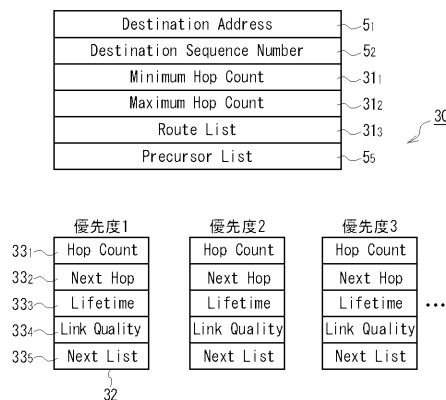 Destination Address 5₁
Destination Sequence Number 5₂
Minimum Hop Count 31₁
Maximum Hop Count 31₂
Route List 31₃
Precursor List 5₅
30
優先度1 優先度2 優先度3
33₁ Hop Count Hop Count Hop Count
33₂ Next Hop Next Hop Next Hop
33₃ Lifetime Lifetime Lifetime ...
33₄ Link Quality Link Quality Link Quality
33₅ Next List Next List Next List
32